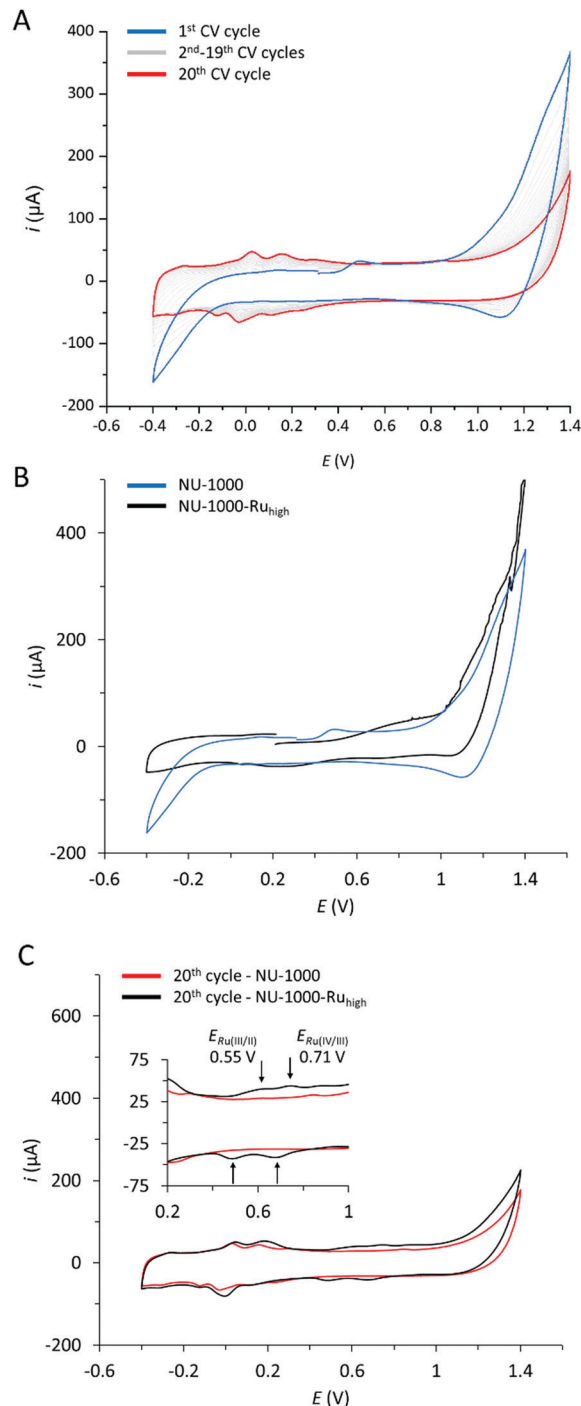 A
1st CV cycle
2nd-19th CV cycles
20th CV cycle
400
300
200
100
0
-100
-200
i (µA)
-0.6 -0.4 -0.2 0.0 0.2 0.4 0.6 0.8 1.0 1.2 1.4
E (V)
B
NU-1000
NU-1000-Ruhigh
400
200
0
-200
i (µA)
-0.6 -0.2 0.2 0.6 1 1.4
E (V)
C
20th cycle - NU-1000
20th cycle - NU-1000-Ruhigh
600
400
200
0
-200
i (µA)
ERu(III/II) ERu(IV/III)
0.55 V 0.71 V
75
25
-25
-75
0.2 0.6 1
-0.6 -0.2 0.2 0.6 1 1.4
E (V)